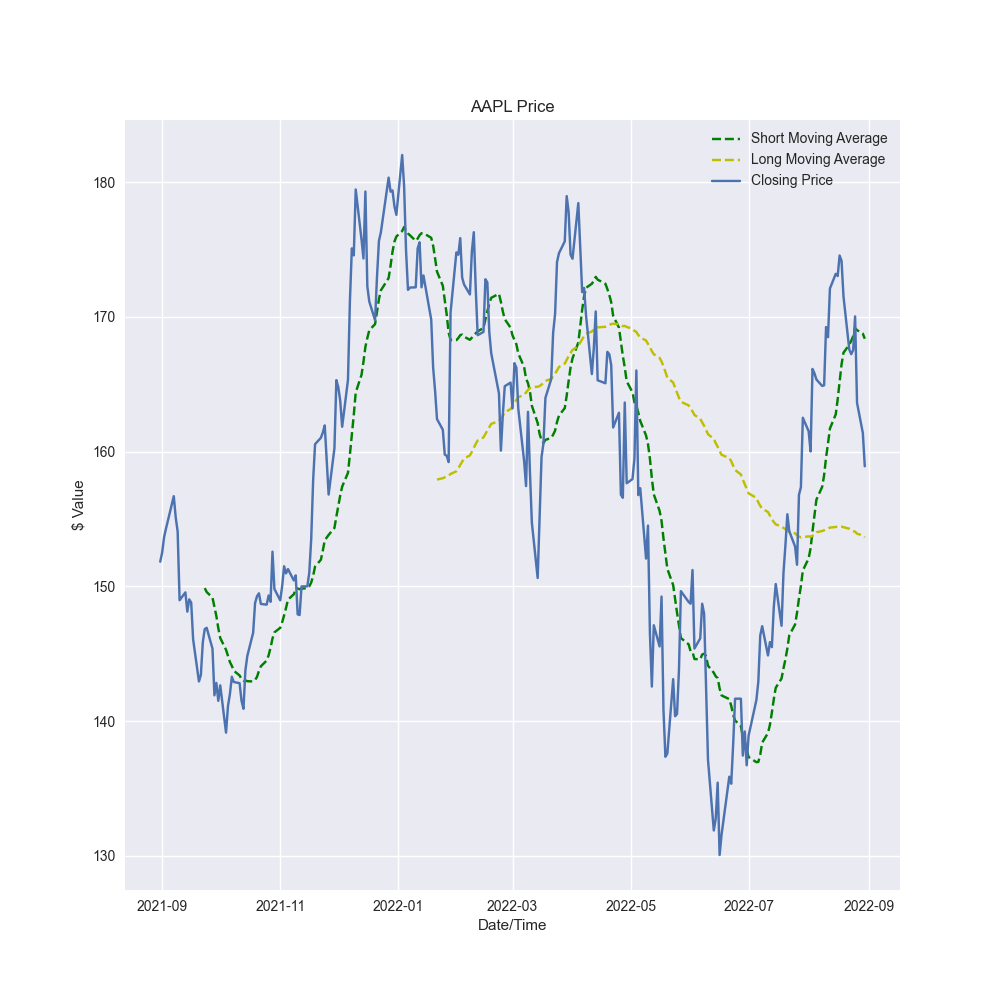 AAPL Price
Short Moving Average
Long Moving Average
Closing Price
180
170
160
150
140
130
$ Value
2021-09
2021-11
2022-01
2022-03
2022-05
2022-07
2022-09
Date/Time